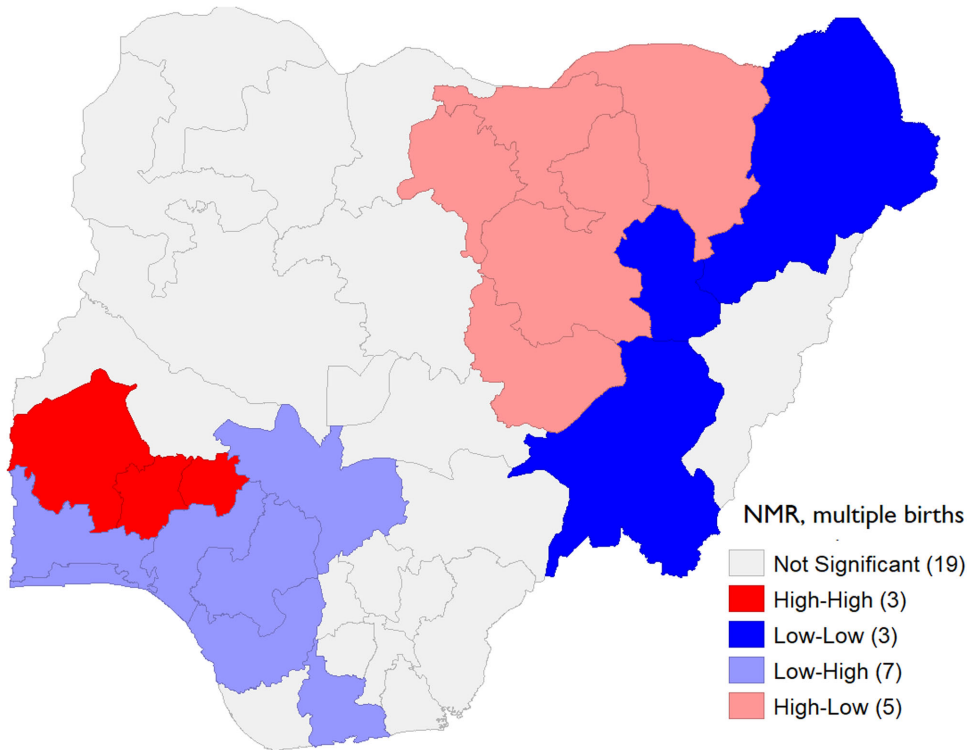 NMR, multiple births
Not Significant (19)
High-High (3)
Low-Low (3)
Low-High (7)
High-Low (5)